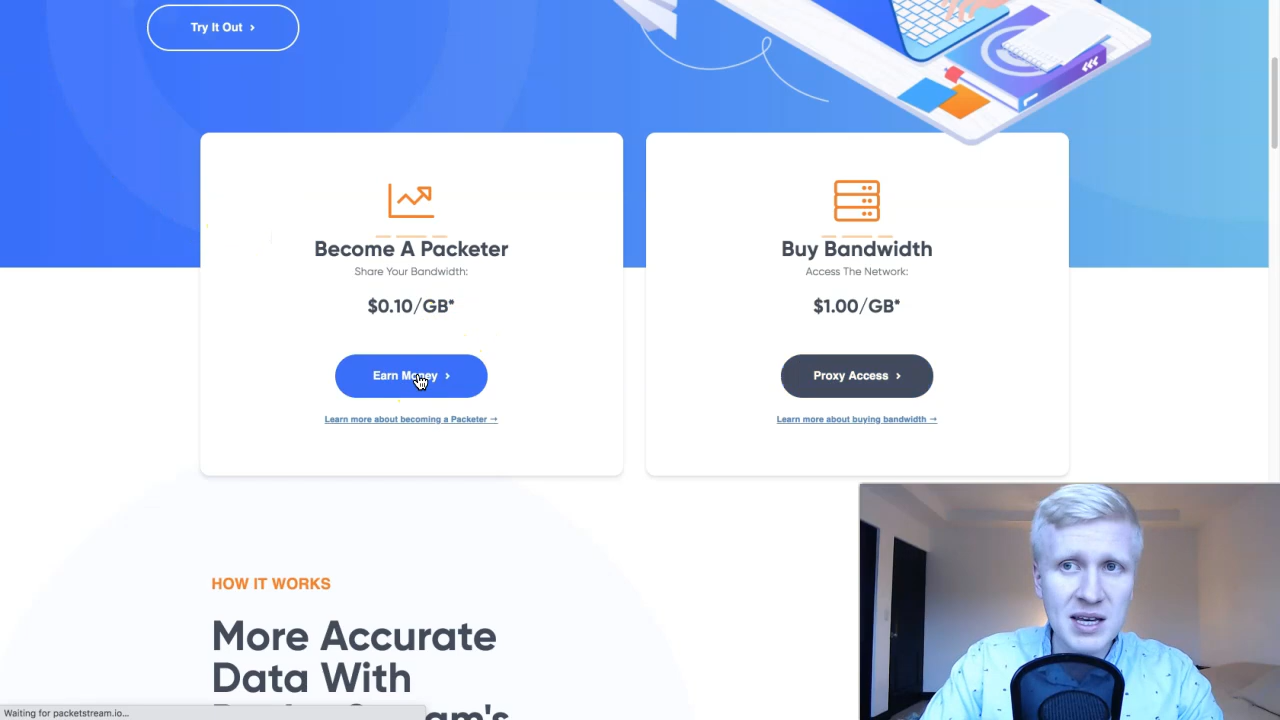 Try It Out ›
Become A Packeter
Share Your Bandwidth:
$0.10/GB*
Earn Money ›
Learn more about becoming a Packeter →
Buy Bandwidth
Access The Network:
$1.00/GB*
Proxy Access ›
Learn more about buying bandwidth →
HOW IT WORKS
More Accurate
Data With
Waiting for packetstream.io...